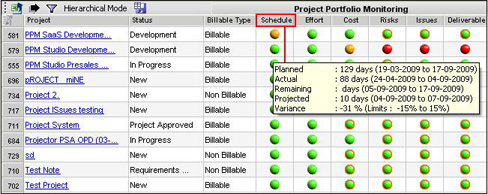 Hierarchical Mode Project Portfolio Monitoring
Project Status Billable Type Schedule Effort Cost Risks Issues Deliverable
581 PPM SaaS Developme... Development Billable
579 PPM Studio Developme... Development Billable
555 PPM Studio Presales ... In Progress Billable
696 pROJECT mINE New Billable
734 Project 2. New Non Billable
717 Project ISsues testing New Billable
Planned : 129 days (19-03-2009 to 17-09-2009)
Actual : 88 days (24-04-2009 to 04-09-2009)
Remaining : days (05-09-2009 to 17-09-2009)
Projected : 10 days (04-09-2009 to 07-09-2009)
Variance : -31 % (Limits : -15% to 15%)
711 Project System Project Approved Billable
684 Projector PSA OPD (03-... In Progress Billable
729 sd New Non Billable
710 Test Note Requirements ... Non Billable
702 Test Project New Billable